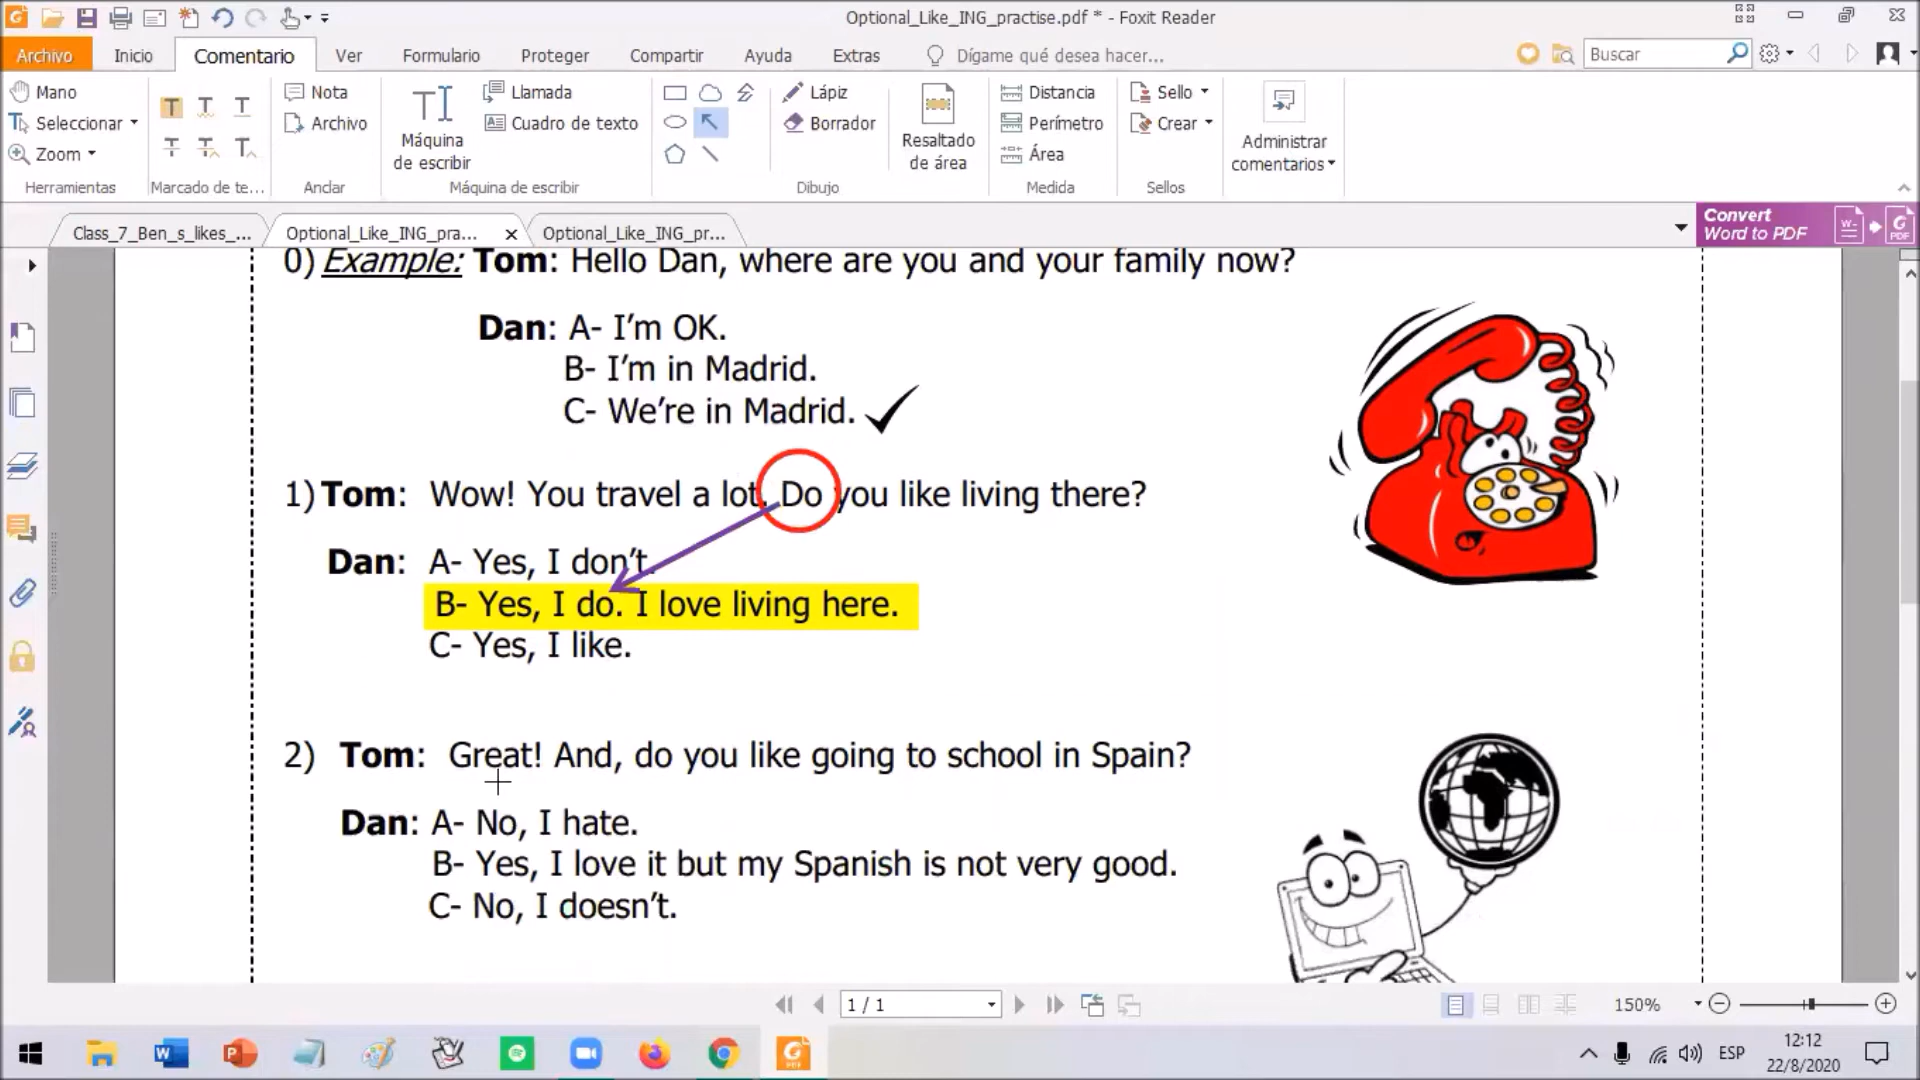 Optional_Like_ING_practise.pdf * - Foxit Reader
Archivo Inicio Comentario Ver Formulario Proteger Compartir Ayuda Extras Dígame qué desea hacer... Buscar
Mano
Seleccionar
Zoom
Herramientas
Marcado de te...
Nota
Archivo
Anclar
Máquina
de escribir
Llamada
Cuadro de texto
Máquina de escribir
Lápiz
Borrador
Dibujo
Resaltado
de área
Distancia
Perímetro
Área
Medida
Sello
Crear
Sellos
Administrar
comentarios
Class_7_Ben_s_likes_... Optional_Like_ING_pra... Optional_Like_ING_pr...
Convert
Word to PDF
0) Example: Tom: Hello Dan, where are you and your family now?
Dan: A- I'm OK.
B- I'm in Madrid.
C- We're in Madrid.
1) Tom: Wow! You travel a lot. Do you like living there?
Dan: A- Yes, I don't.
B- Yes, I do. I love living here.
C- Yes, I like.
2) Tom: Great! And, do you like going to school in Spain?
Dan: A- No, I hate.
B- Yes, I love it but my Spanish is not very good.
C- No, I doesn't.
1 / 1
150%
ESP
12:12
22/8/2020